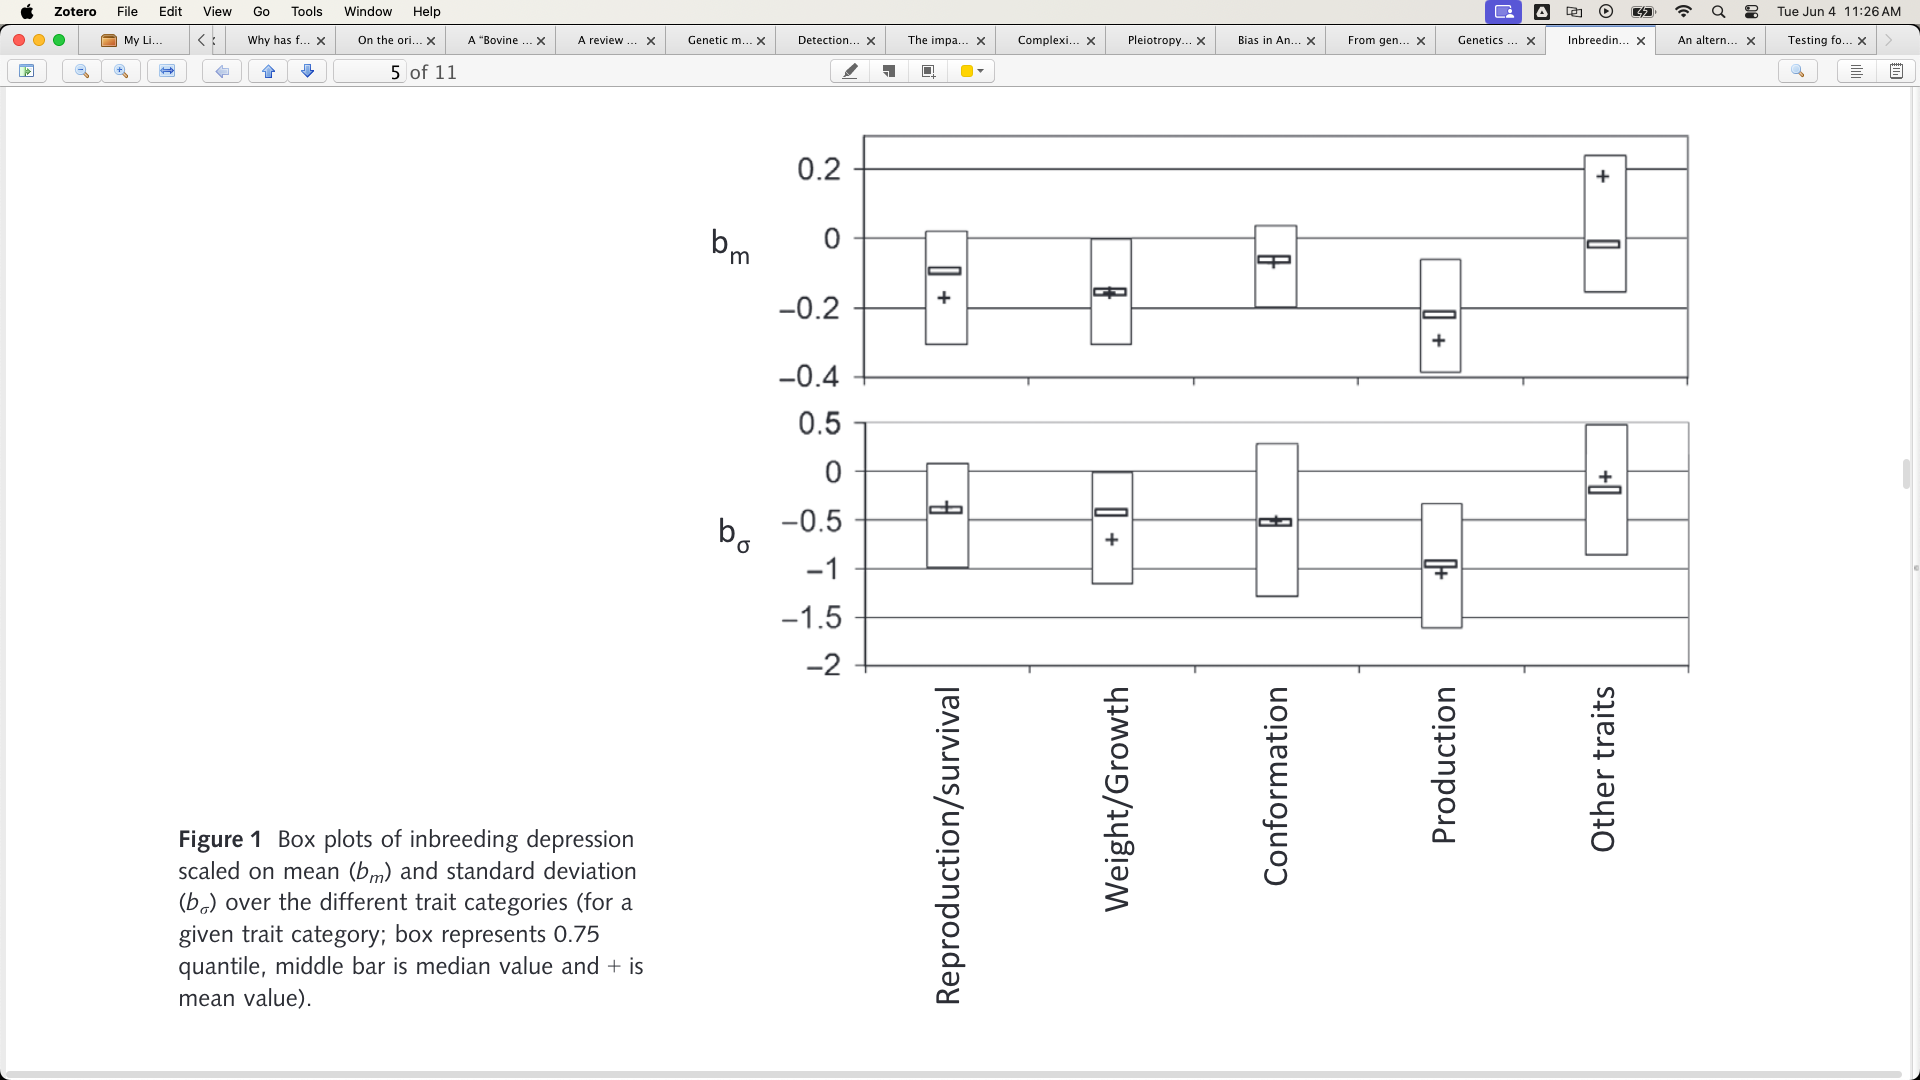 Zotero File Edit View Go Tools Window Help Tue Jun 4 11:26 AM
My Li... Why has f... On the ori... A "Bovine ... A review ... Genetic m... Detection... The impa... Complexi... Pleiotropy... Bias in An... From gen... Genetics ... Inbreedin... An altern... Testing fo...
5 of 11
0.2
0
bm
−0.2
−0.4
0.5
0
−0.5
bσ
−1
−1.5
−2
Reproduction/survival
Weight/Growth
Conformation
Production
Other traits
Figure 1 Box plots of inbreeding depression
scaled on mean (bm) and standard deviation
(bσ) over the different trait categories (for a
given trait category; box represents 0.75
quantile, middle bar is median value and + is
mean value).